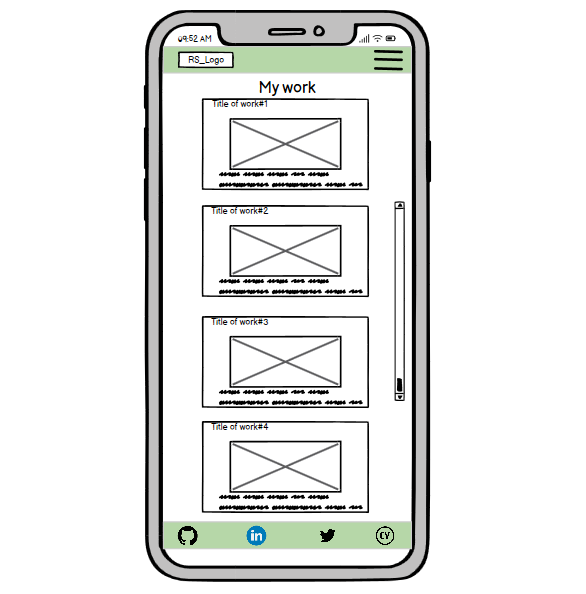 09:52 AM
RS_Logo
My work
Title of work#1
Title of work#2
Title of work#3
Title of work#4
in
CV